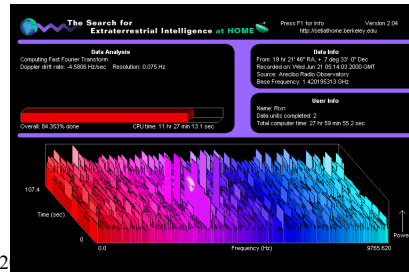 The Search for
Extraterrestrial Intelligence at HOME
Press F1 for info
Version 2.04
http://setiathome.berkeley.edu
Data Analysis
Computing Fast Fourier Transform
Doppler drift rate: -4.5806 Hz/sec Resolution: 0.075 Hz
Overall: 84.353% done
CPU time: 11 hr 27 min 13.1 sec
Data Info
From: 19 hr 21' 46" RA, + 7 deg 33' 0" Dec
Recorded on: Wed Jun 21 05:14:03 2000 GMT
Source: Arecibo Radio Observatory
Base Frequency: 1.420195313 GHz
User Info
Name: Rixn
Data units completed: 2
Total computer time: 27 hr 59 min 55.2 sec
107.4
Time (sec)
0
0.0
Frequency (Hz)
9765.620
Power
2